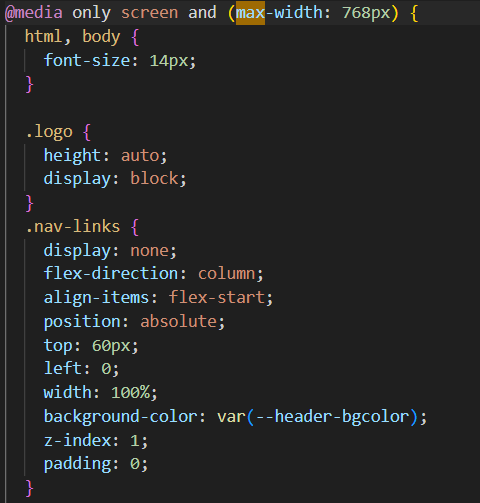 @media only screen and (max-width: 768px) {
html, body {
font-size: 14px;
}
.logo {
height: auto;
display: block;
}
.nav-links {
display: none;
flex-direction: column;
align-items: flex-start;
position: absolute;
top: 60px;
left: 0;
width: 100%;
background-color: var(--header-bgcolor);
z-index: 1;
padding: 0;
}